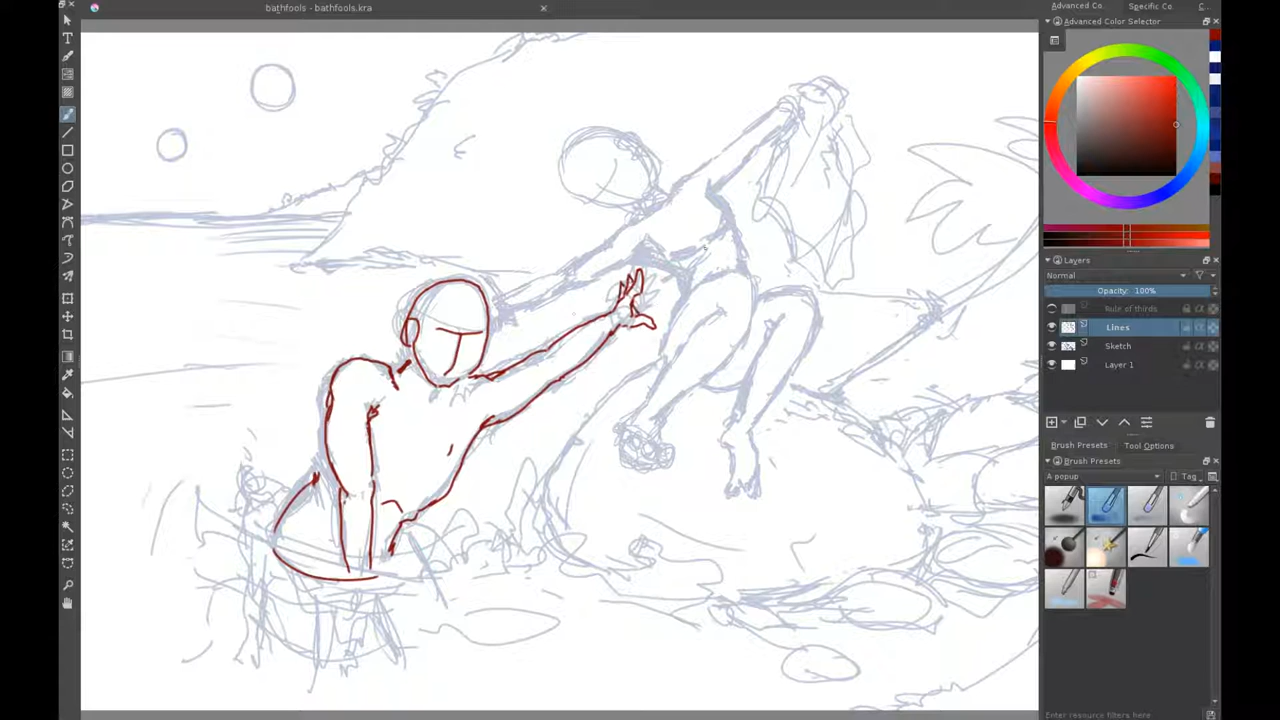 bathfools - bathfools.kra
Advanced Co...
Specific Co
C...
Advanced Color Selector
Layers
Normal
Opacity: 100%
Rule of thirds
Lines
Sketch
Layer 1
Brush Presets
Tool Options
Brush Presets
A popup
Tag
Enter resource filters here